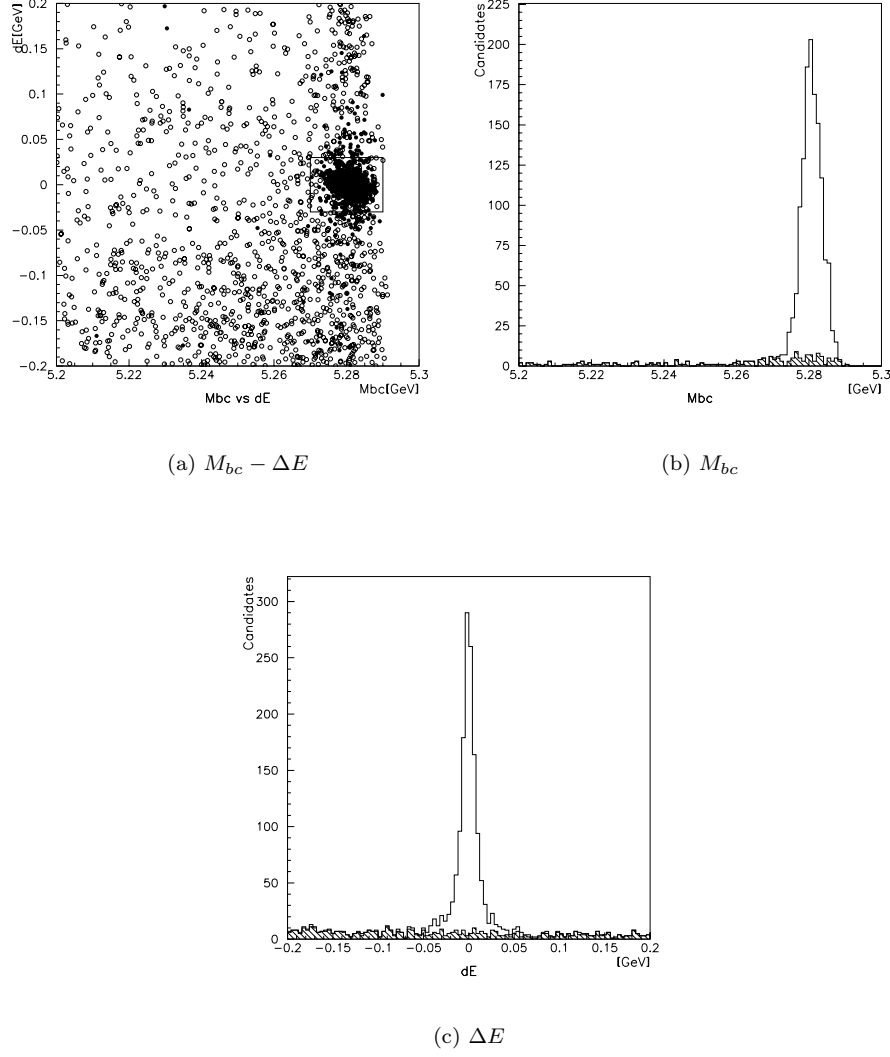 dE[GeV]
0.2
0.15
0.1
0.05
0
-0.05
-0.1
-0.15
-0.2
5.2 5.22 5.24 5.26 5.28 5.3
Mbc[GeV]
Mbc vs dE
(a) M_{bc} − ΔE
Candidates
225
200
175
150
125
100
75
50
25
0
5.2 5.22 5.24 5.26 5.28 5.3
[GeV]
Mbc
(b) M_{bc}
Candidates
300
250
200
150
100
50
0
-0.2 -0.15 -0.1 -0.05 0 0.05 0.1 0.15 0.2
[GeV]
dE
(c) ΔE